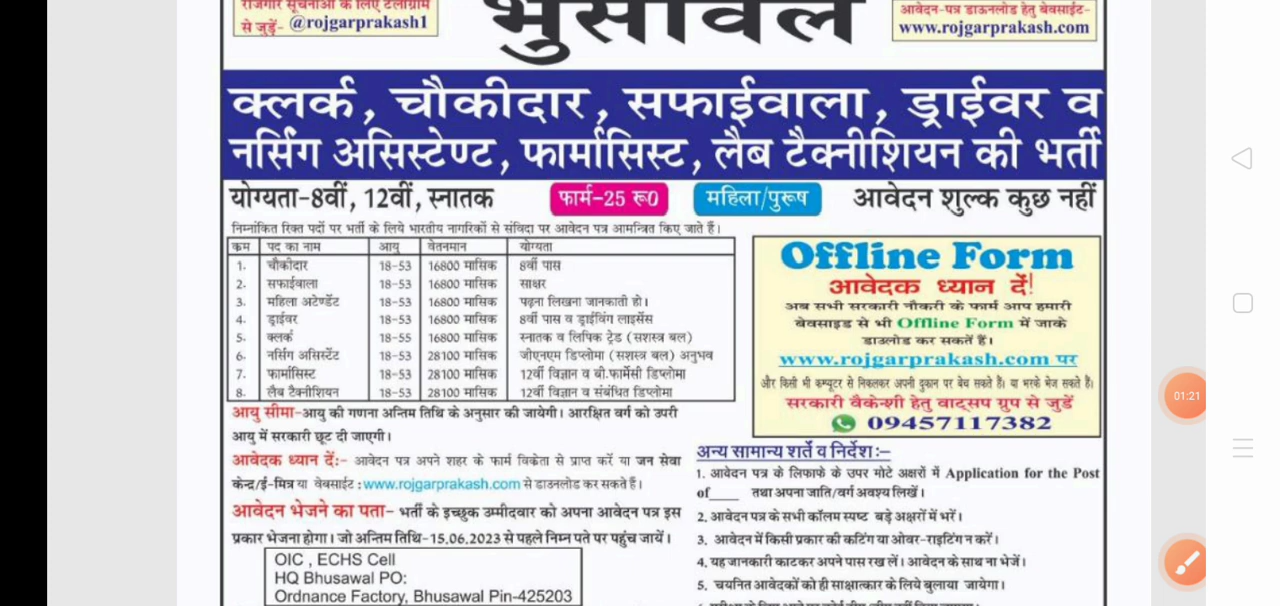 रोजगार सूचनाओं के लिए टेलीग्राम
से जुड़ें- @rojgarprakash1
भुसावल
आवेदन-पत्र डाऊनलोड हेतु वेबसाईट-
www.rojgarprakash.com
क्लर्क, चौकीदार, सफाईवाला, ड्राईवर व
नर्सिंग असिस्टेण्ट, फार्मासिस्ट, लैब टैक्नीशियन की भर्ती
योग्यता-8वीं, 12वीं, स्नातक फार्म-25 रू0 महिला/पुरूष आवेदन शुल्क कुछ नहीं
निम्नांकित रिक्त पदों पर भर्ती के लिये भारतीय नागरिकों से संविदा पर आवेदन पत्र आमन्त्रित किए जाते हैं।
कम पद का नाम आयु वेतनमान योग्यता
1. चौकीदार 18-53 16800 मासिक 8वीं पास
2. सफाईवाला 18-53 16800 मासिक साक्षर
3. महिला अटेण्डेंट 18-53 16800 मासिक पढ़ना लिखना जानकाती हो।
4. ड्राईवर 18-53 16800 मासिक 8वीं पास व ड्राईविंग लाइसेंस
5. क्लर्क 18-55 16800 मासिक स्नातक व लिपिक ट्रेड (सशस्त्र बल)
6. नर्सिंग असिस्टेंट 18-53 28100 मासिक जीएनएम डिप्लोमा (सशस्त्र बल) अनुभव
7. फार्मासिस्ट 18-53 28100 मासिक 12वीं विज्ञान व बी.फार्मेसी डिप्लोमा
8. लैब टैक्नीशियन 18-53 28100 मासिक 12वीं विज्ञान व संबंधित डिप्लोमा
आयु सीमा-आयु की गणना अन्तिम तिथि के अनुसार की जायेगी। आरक्षित वर्ग को उपरी
आयु में सरकारी छूट दी जाएगी।
आवेदक ध्यान दें:- आवेदन पत्र अपने शहर के फार्म विकेता से प्राप्त करें या जन सेवा
केन्द्र/ई-मित्र या वेबसाईट : www.rojgarprakash.com से डाउनलोड कर सकते हैं।
आवेदन भेजने का पता- भर्ती के इच्छुक उम्मीदवार को अपना आवेदन पत्र इस
प्रकार भेजना होगा। जो अन्तिम तिथि-15.06.2023 से पहले निम्न पते पर पहुंच जायें।
OIC , ECHS Cell
HQ Bhusawal PO:
Ordnance Factory, Bhusawal Pin-425203
Offline Form
आवेदक ध्यान दें!
अब सभी सरकारी नौकरी के फार्म आप हमारी
बेवसाइड से भी Offline Form में जाके
डाउलोड कर सकतें हैं।
www.rojgarprakash.com पर
और किसी भी कम्प्यूटर से निकलकर अपनी दुकान पर बेच सकते हैं। या भरके भेज सकते हैं।
सरकारी वैकेन्शी हेतु वाट्सप ग्रुप से जुडें
09457117382
अन्य सामान्य शर्तें व निर्देश:-
1. आवेदन पत्र के लिफाफे के उपर मोटे अक्षरों में Application for the Post
of____ तथा अपना जाति/वर्ग अवश्य लिखें।
2. आवेदन पत्र के सभी कॉलम स्पष्ट बड़े अक्षरों में भरें।
3. आवेदन में किसी प्रकार की कटिंग या ओवर-राइटिंग न करें।
4. यह जानकारी काटकर अपने पास रख लें। आवेदन के साथ ना भेजें।
5. चयनित आवेदकों को ही साक्षात्कार के लिये बुलाया जायेगा।
01:21